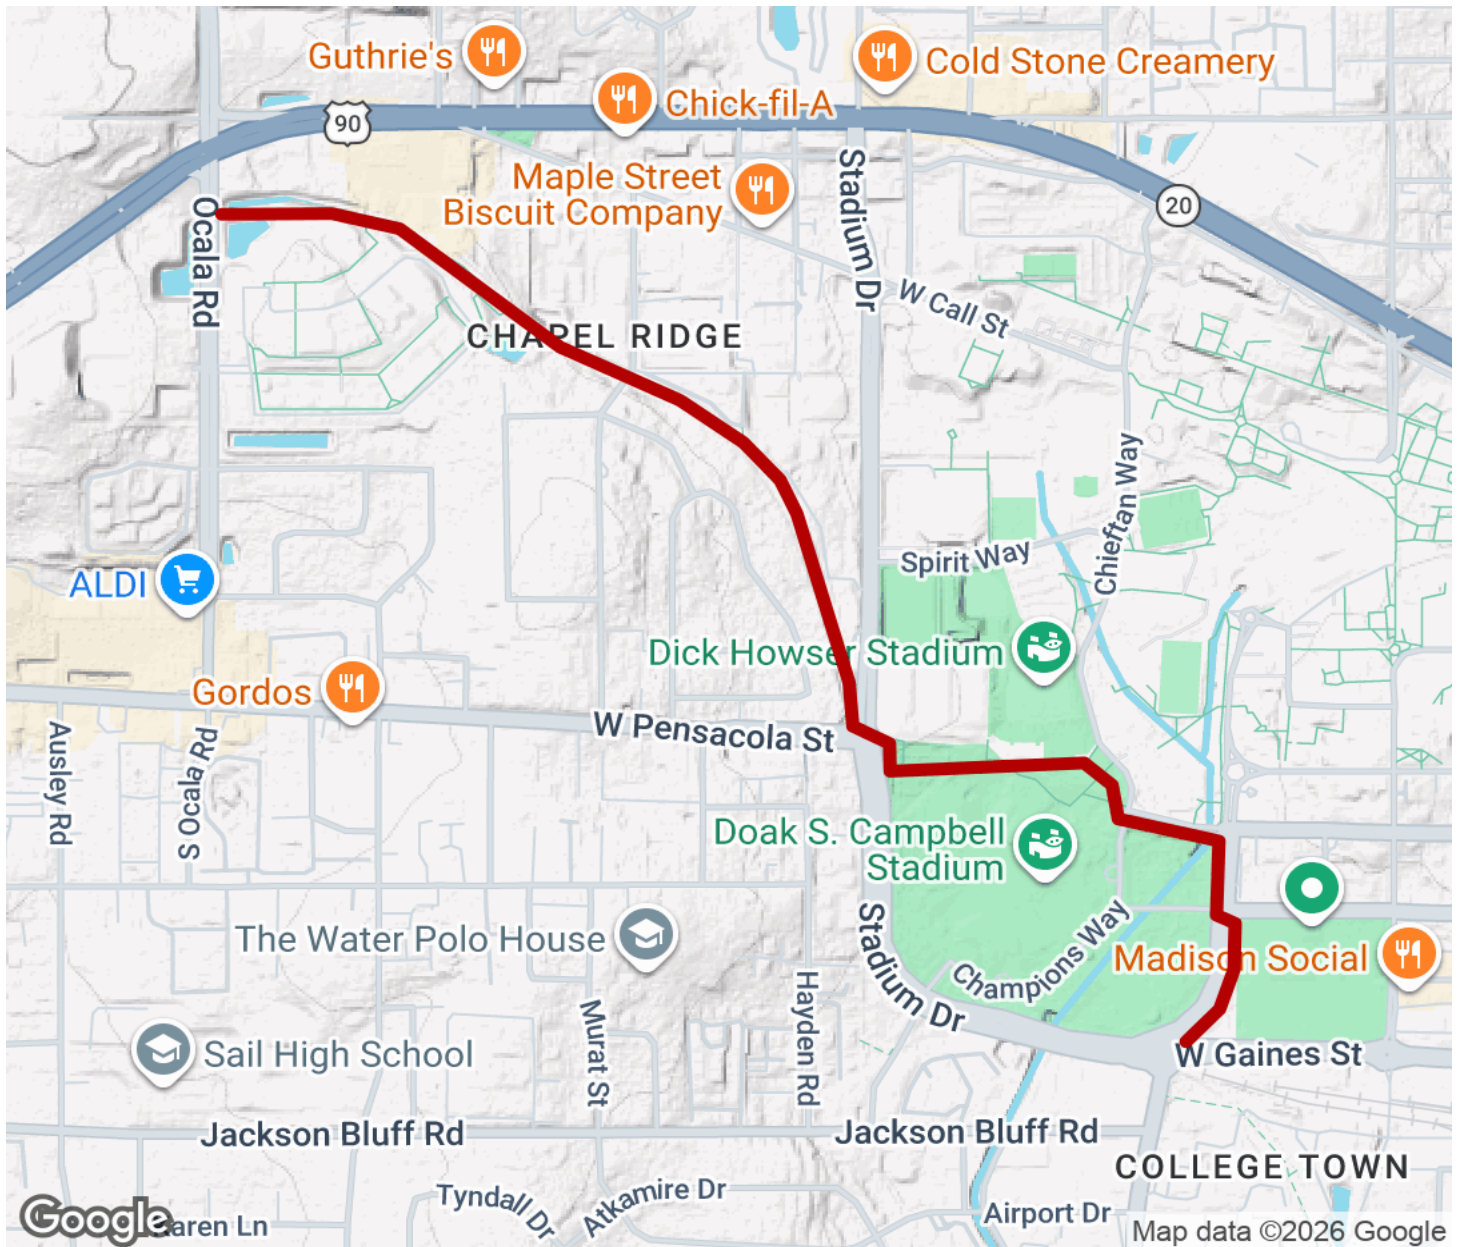 Guthrie's
Cold Stone Creamery
90
Chick-fil-A
Maple Street
Biscuit Company
20
Ocala Rd
Stadium Dr
W Call St
CHAPEL RIDGE
Chieftan Way
Spirit Way
ALDI
Dick Howser Stadium
Gordos
W Pensacola St
Ausley Rd
S Ocala Rd
Doak S. Campbell
Stadium
The Water Polo House
Stadium Dr
Champions Way
Madison Social
Hayden Rd
Murat St
Sail High School
W Gaines St
Jackson Bluff Rd
Jackson Bluff Rd
COLLEGE TOWN
Tyndall Dr
Atkamire Dr
Airport Dr
Google
Karen Ln
Map data ©2026 Google